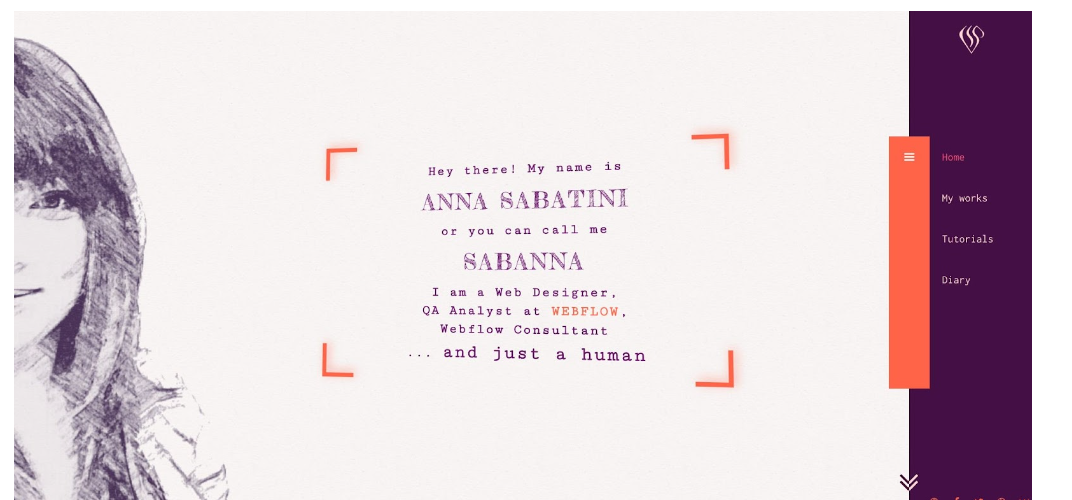 Hey there! My name is
ANNA SABATINI
or you can call me
SABANNA
I am a Web Designer,
QA Analyst at WEBFLOW,
Webflow Consultant
... and just a human
Home
My works
Tutorials
Diary